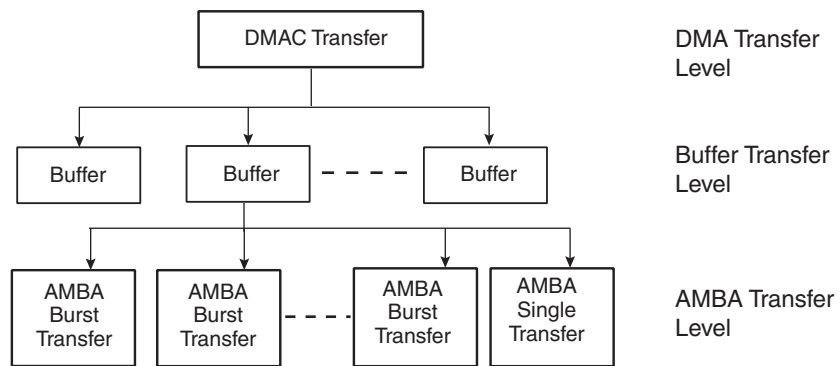 DMAC Transfer
DMA Transfer
Level
Buffer
Buffer
Buffer
Buffer Transfer
Level
AMBA
Burst
Transfer
AMBA
Burst
Transfer
AMBA
Burst
Transfer
AMBA
Single
Transfer
AMBA Transfer
Level